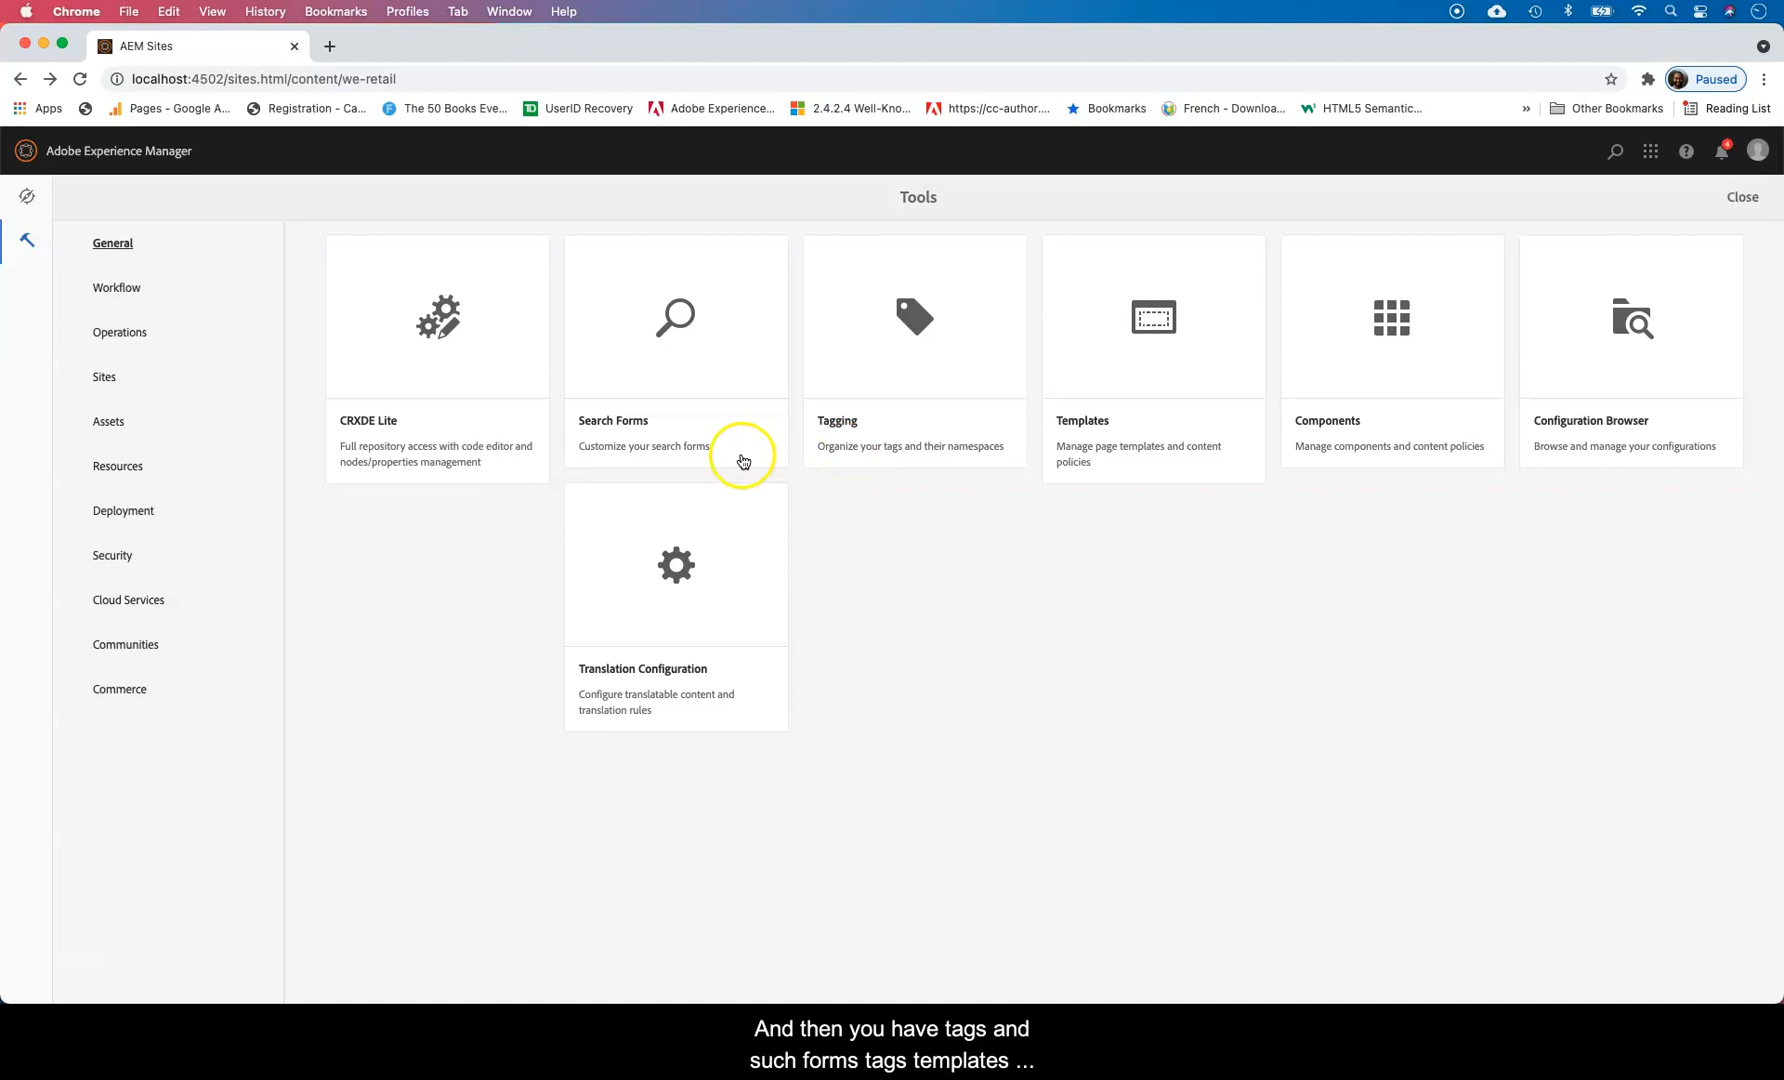 Chrome File Edit View History Bookmarks Profiles Tab Window Help
AEM Sites
localhost:4502/sites.html/content/we-retail
Paused
Apps Pages - Google A... Registration - Ca... The 50 Books Eve... UserID Recovery Adobe Experience... 2.4.2.4 Well-Kno... https://cc-author.... Bookmarks French - Downloa... HTML5 Semantic... » Other Bookmarks Reading List
Adobe Experience Manager
4
Tools
Close
General
Workflow
Operations
Sites
Assets
Resources
Deployment
Security
Cloud Services
Communities
Commerce
CRXDE Lite
Full repository access with code editor and
nodes/properties management
Search Forms
Customize your search forms
Tagging
Organize your tags and their namespaces
Templates
Manage page templates and content
policies
Components
Manage components and content policies
Configuration Browser
Browse and manage your configurations
Translation Configuration
Configure translatable content and
translation rules
And then you have tags and
such forms tags templates ...